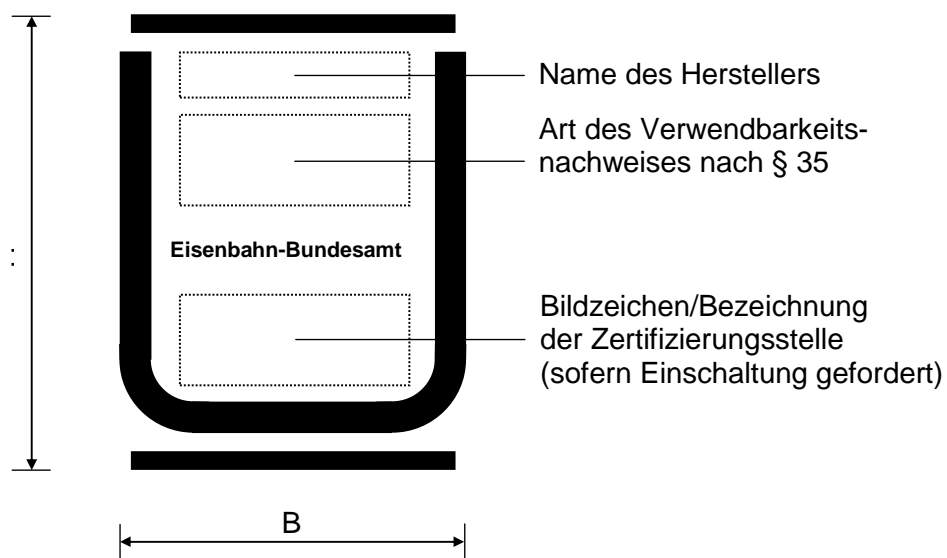 Name des Herstellers
Art des Verwendbarkeits-
nachweises nach § 35
Eisenbahn-Bundesamt
Bildzeichen/Bezeichnung
der Zertifizierungsstelle
(sofern Einschaltung gefordert)
B